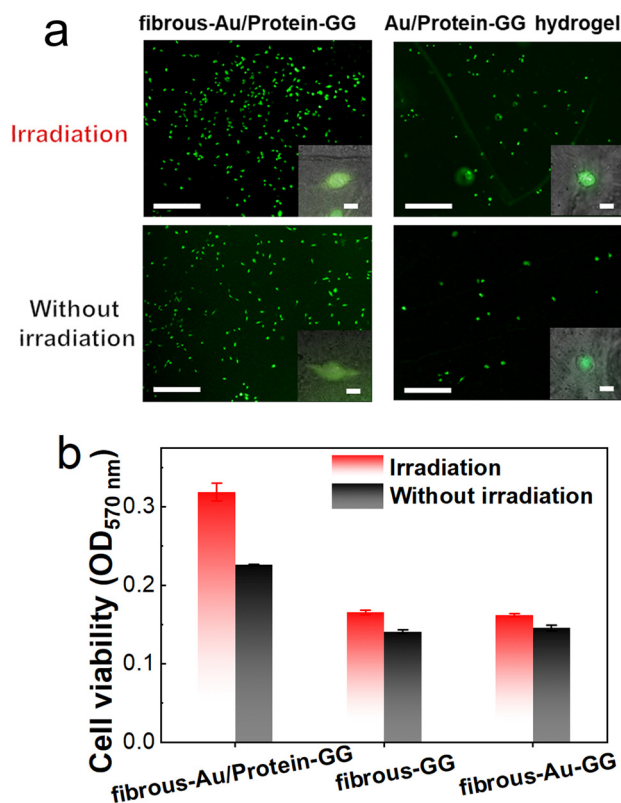 a
fibrous-Au/Protein-GG
Au/Protein-GG hydrogel
Irradiation
Without
irradiation
b
Irradiation
Without irradiation
Cell viability (OD570 nm)
0.3
0.2
0.1
0.0
fibrous-Au/Protein-GG
fibrous-GG
fibrous-Au-GG